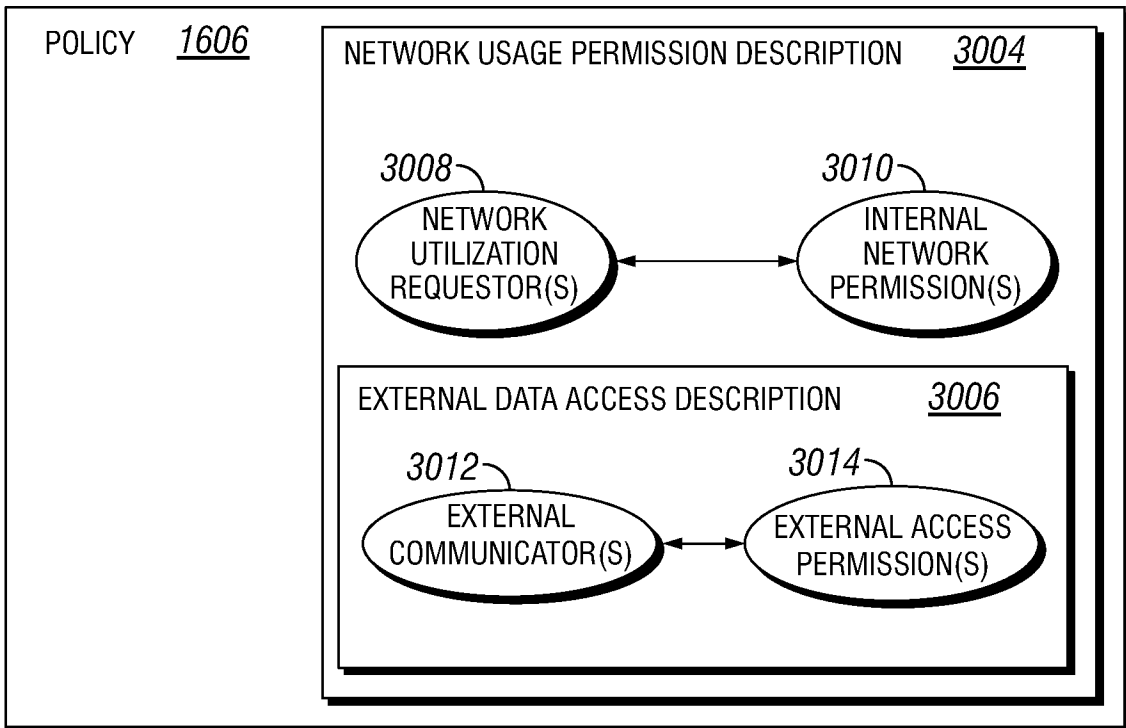 POLICY 1606
NETWORK USAGE PERMISSION DESCRIPTION 3004
3008
NETWORK
UTILIZATION
REQUESTOR(S)
3010
INTERNAL
NETWORK
PERMISSION(S)
EXTERNAL DATA ACCESS DESCRIPTION 3006
3012
EXTERNAL
COMMUNICATOR(S)
3014
EXTERNAL ACCESS
PERMISSION(S)